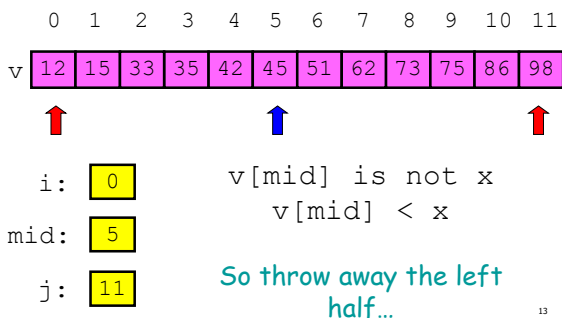 0 1 2 3 4 5 6 7 8 9 10 11
v 12 15 33 35 42 45 51 62 73 75 86 98
i: 0
v[mid] is not x
v[mid] < x
mid: 5
j: 11
So throw away the left
half…
13